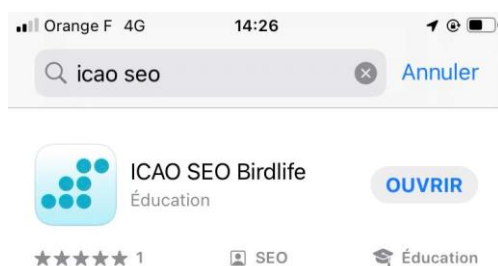 Orange F 4G 14:26
icao seo Annuler
ICAO SEO Birdlife
Éducation
OUVRIR
1 SEO Éducation